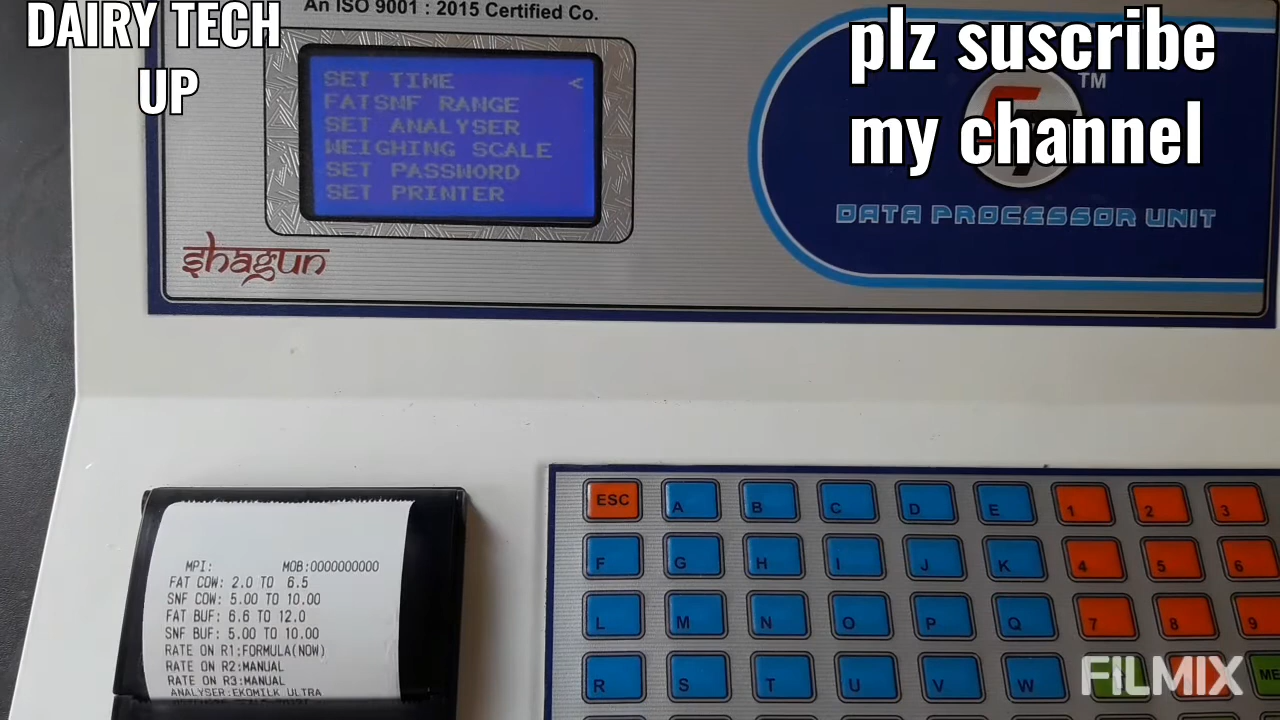 DAIRY TECH
UP
An ISO 9001 : 2015 Certified Co.
plz suscribe
my channel
SET TIME <
FATSNF RANGE
SET ANALYSER
WEIGHING SCALE
SET PASSWORD
SET PRINTER
TM
DATA PROCESSOR UNIT
shagun
MPI: MOB:0000000000
FAT COW: 2.0 TO 6.5
SNF COW: 5.00 TO 10.00
FAT BUF: 6.6 TO 12.0
SNF BUF: 5.00 TO 10.00
RATE ON R1:FORMULA(NOW)
RATE ON R2:MANUAL
RATE ON R3:MANUAL
ANALYSER:EKOMILK ULTRA
ESC A B C D E 1 2 3
F G H I J K 4 5 6
L M N O P Q 7 8 9
R S T U V W
FILMIX